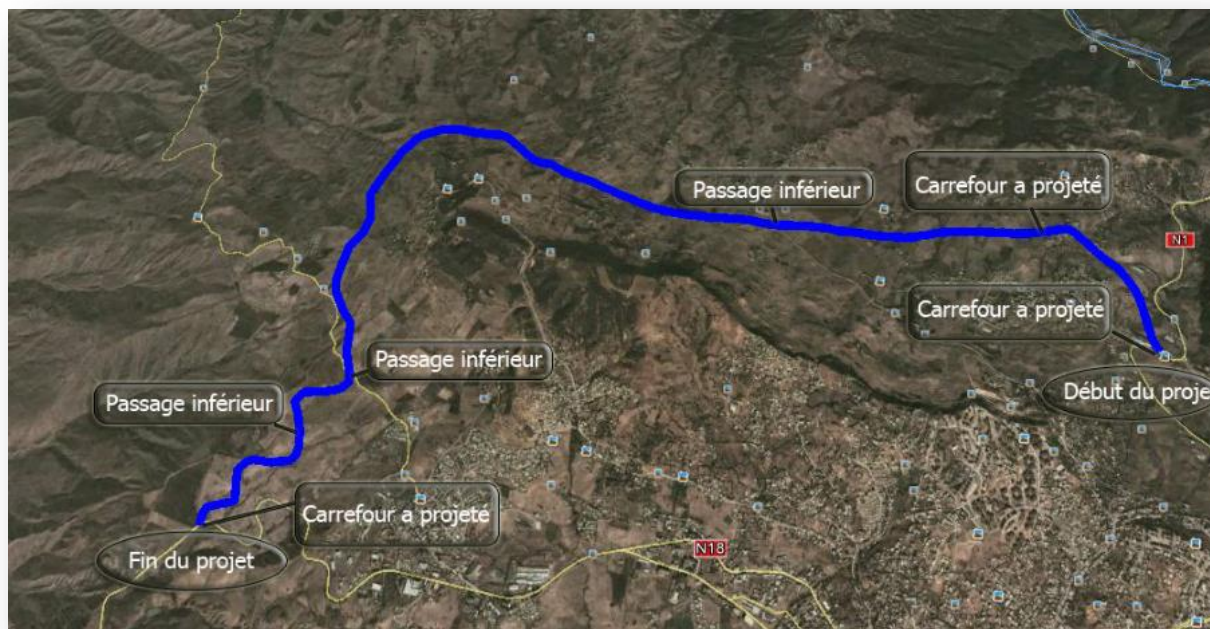 Passage inférieur
Carrefour a projeté
N1
Carrefour a projeté
Passage inférieur
Début du proje
Passage inférieur
Carrefour a projeté
N18
Fin du projet